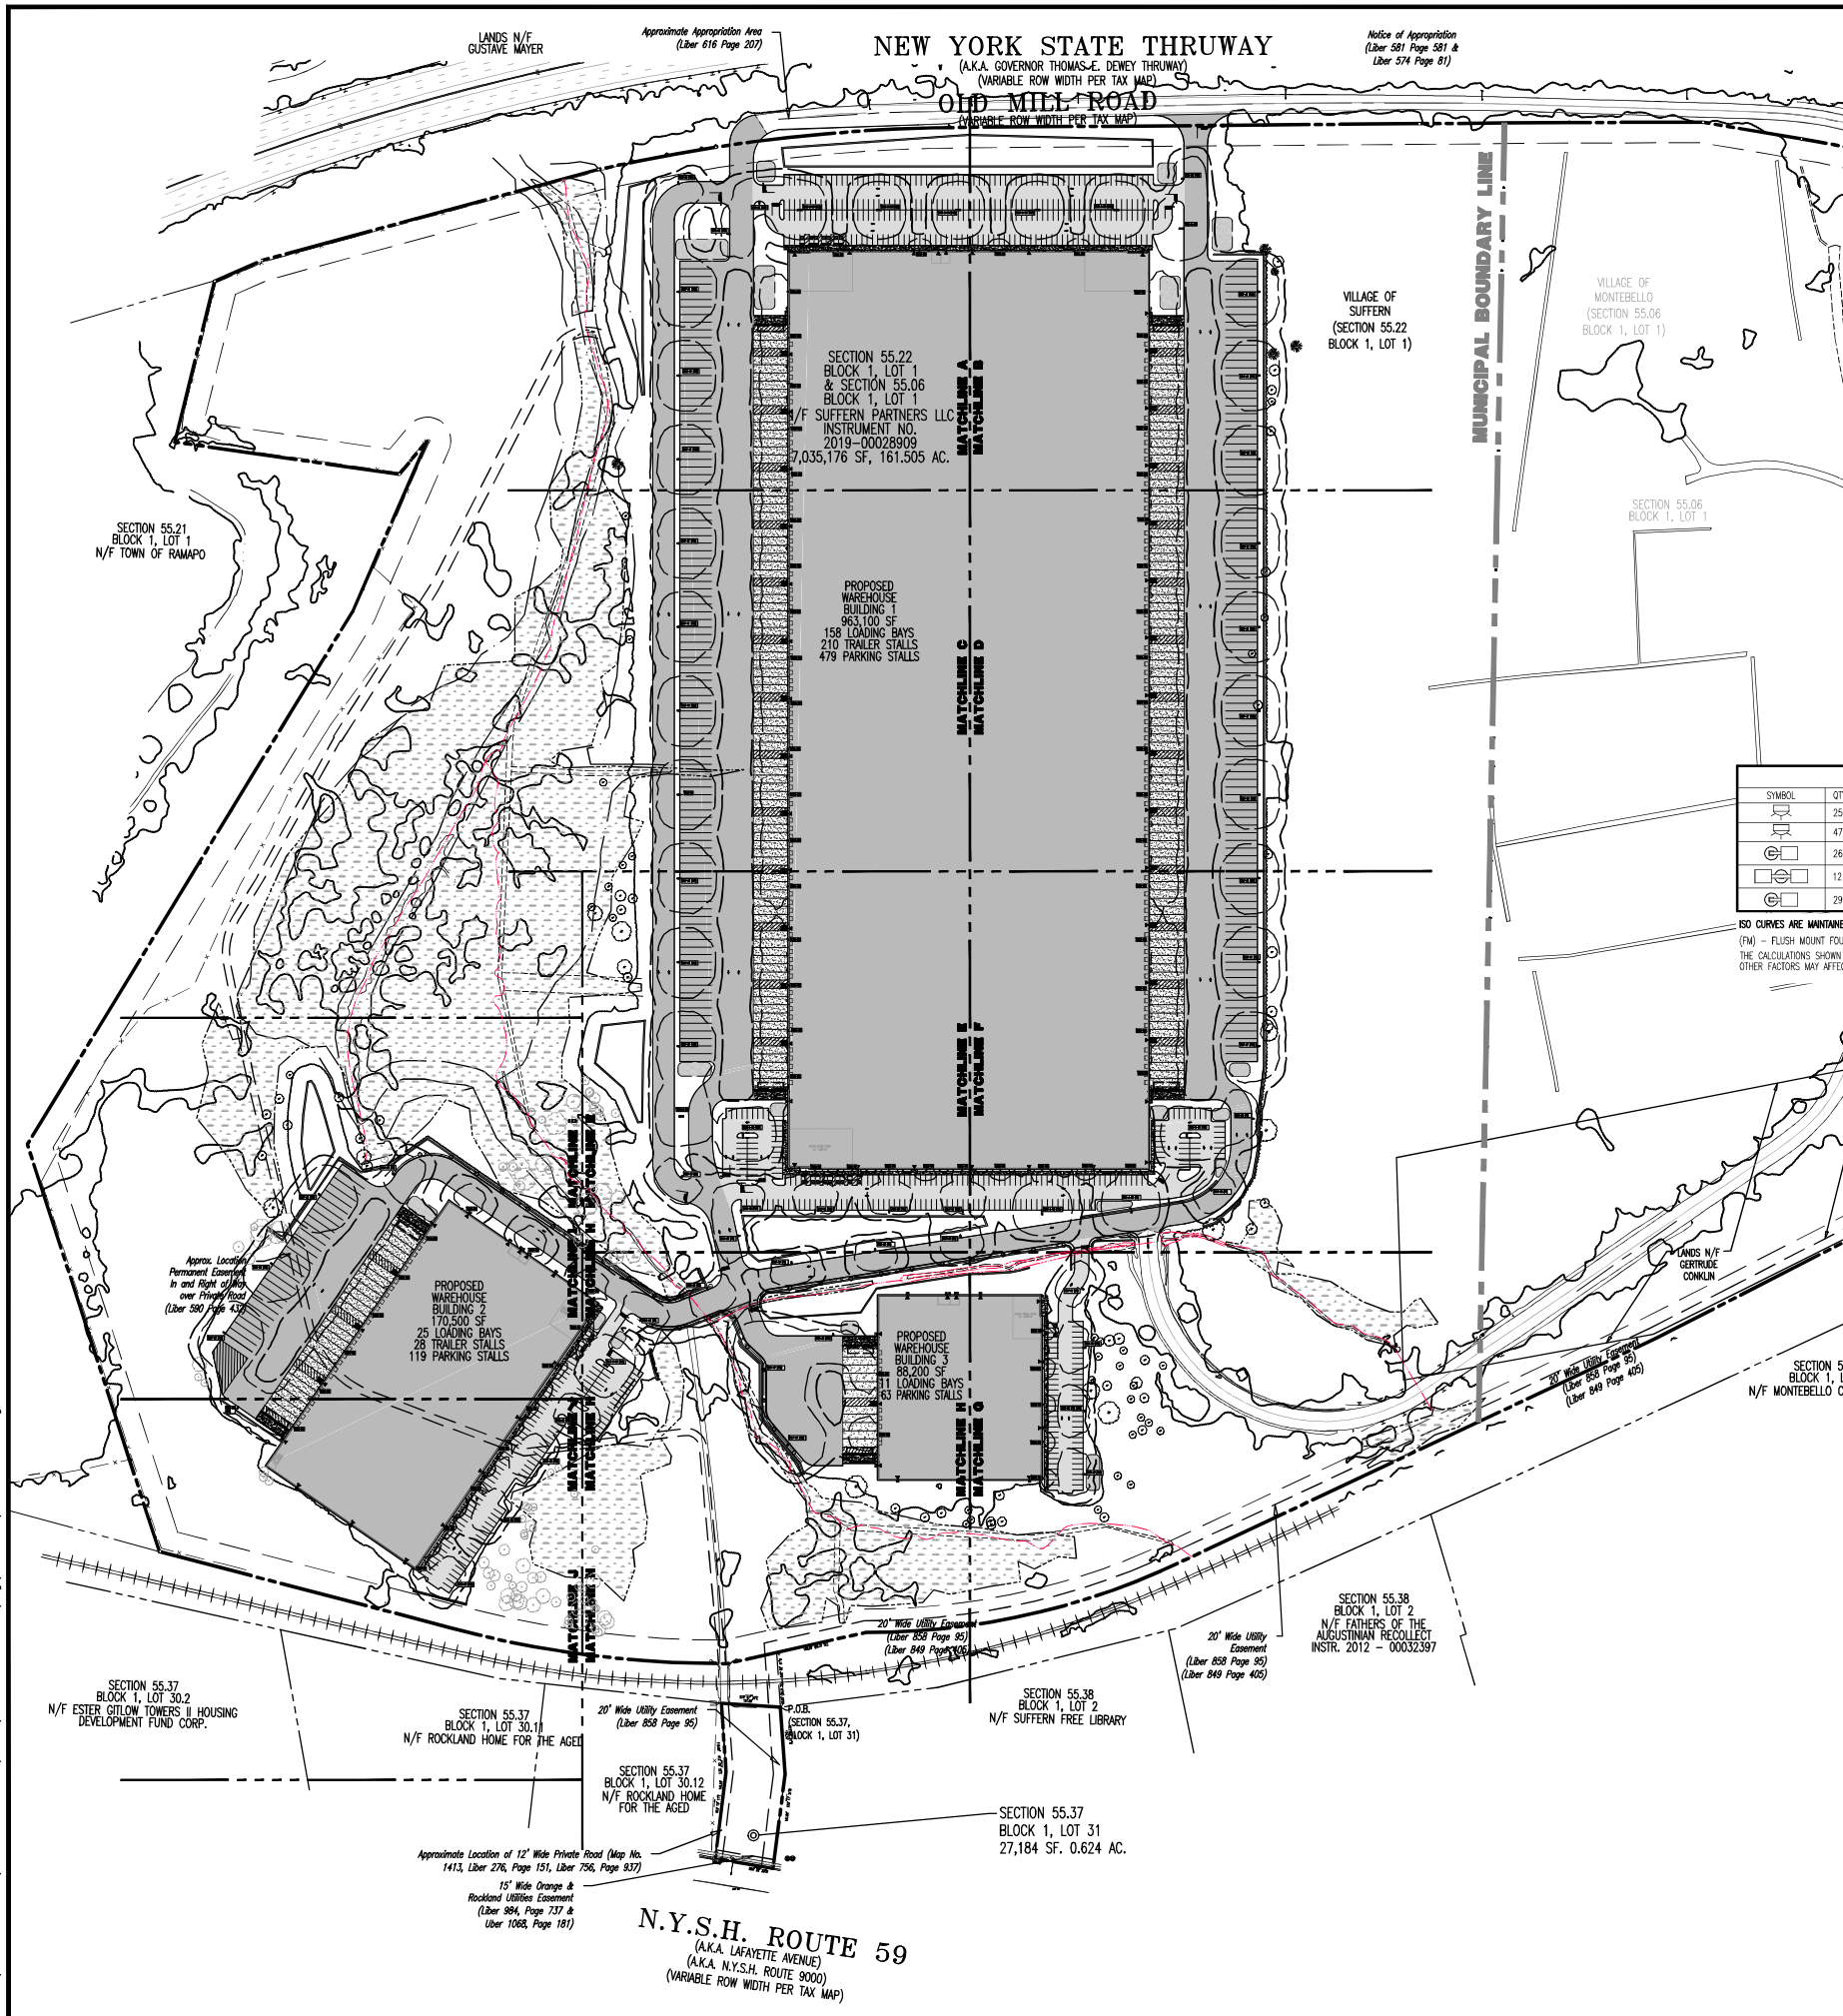 LANDS N/F
GUSTAVE MAYER
Approximate Appropriation Area
(Liber 616 Page 207)
NEW YORK STATE THRUWAY
(A.K.A. GOVERNOR THOMAS E. DEWEY THRUWAY)
(VARIABLE ROW WIDTH PER TAX MAP)
OLD MILL ROAD
(VARIABLE ROW WIDTH PER TAX MAP)
Notice of Appropriation
(Liber 581 Page 581 &
Liber 574 Page 81)
MUNICIPAL BOUNDARY LINE
VILLAGE OF
SUFFERN
(SECTION 55.22
BLOCK 1, LOT 1)
VILLAGE OF
MONTEBELLO
(SECTION 55.06
BLOCK 1, LOT 1)
SECTION 55.22
BLOCK 1, LOT 1
& SECTION 55.06
BLOCK 1, LOT 1
/F SUFFERN PARTNERS LLC
INSTRUMENT NO.
2019-00028909
7,035,176 SF, 161.505 AC.
MATCHLINE A
MATCHLINE B
SECTION 55.06
BLOCK 1, LOT 1
SECTION 55.21
BLOCK 1, LOT 1
N/F TOWN OF RAMAPO
PROPOSED
WAREHOUSE
BUILDING 1
963,100 SF
158 LOADING BAYS
210 TRAILER STALLS
479 PARKING STALLS
MATCHLINE C
MATCHLINE D
SYMBOL QT
25
47
26
12
29
ISO CURVES ARE MAINTAINE
(FM) - FLUSH MOUNT FOU
THE CALCULATIONS SHOWN
OTHER FACTORS MAY AFFEC
MATCHLINE E
MATCHLINE F
Approx. Location
Permanent Easement
In and Right of Way
over Private Road
(Liber 590 Page 432)
PROPOSED
WAREHOUSE
BUILDING 2
170,500 SF
25 LOADING BAYS
28 TRAILER STALLS
119 PARKING STALLS
PROPOSED
WAREHOUSE
BUILDING 3
88,200 SF
11 LOADING BAYS
63 PARKING STALLS
MATCHLINE H
MATCHLINE G
LANDS N/F
GERTRUDE
CONKLIN
20' Wide Utility Easement
(Liber 858 Page 95)
(Liber 849 Page 405)
SECTION 5
BLOCK 1, L
N/F MONTEBELLO C
MATCHLINE J
20' Wide Utility Easement
(Liber 858 Page 95)
(Liber 849 Page 405)
20' Wide Utility
Easement
(Liber 858 Page 95)
(Liber 849 Page 405)
SECTION 55.38
BLOCK 1, LOT 2
N/F FATHERS OF THE
AUGUSTINIAN RECOLLECT
INSTR. 2012 - 00032397
SECTION 55.37
BLOCK 1, LOT 30.2
N/F ESTER GITLOW TOWERS II HOUSING
DEVELOPMENT FUND CORP.
SECTION 55.37
BLOCK 1, LOT 30.11
N/F ROCKLAND HOME FOR THE AGED
20' Wide Utility Easement
(Liber 858 Page 95)
P.O.B.
(SECTION 55.37,
BLOCK 1, LOT 31)
SECTION 55.38
BLOCK 1, LOT 2
N/F SUFFERN FREE LIBRARY
SECTION 55.37
BLOCK 1, LOT 30.12
N/F ROCKLAND HOME
FOR THE AGED
SECTION 55.37
BLOCK 1, LOT 31
27,184 SF. 0.624 AC.
Approximate Location of 12' Wide Private Road (Map No.
1413, Liber 276, Page 151, Liber 756, Page 937)
15' Wide Orange &
Rockland Utilities Easement
(Liber 984, Page 737 &
Liber 1068, Page 181)
N.Y.S.H. ROUTE 59
(A.K.A. LAFAYETTE AVENUE)
(A.K.A. N.Y.S.H. ROUTE 9000)
(VARIABLE ROW WIDTH PER TAX MAP)